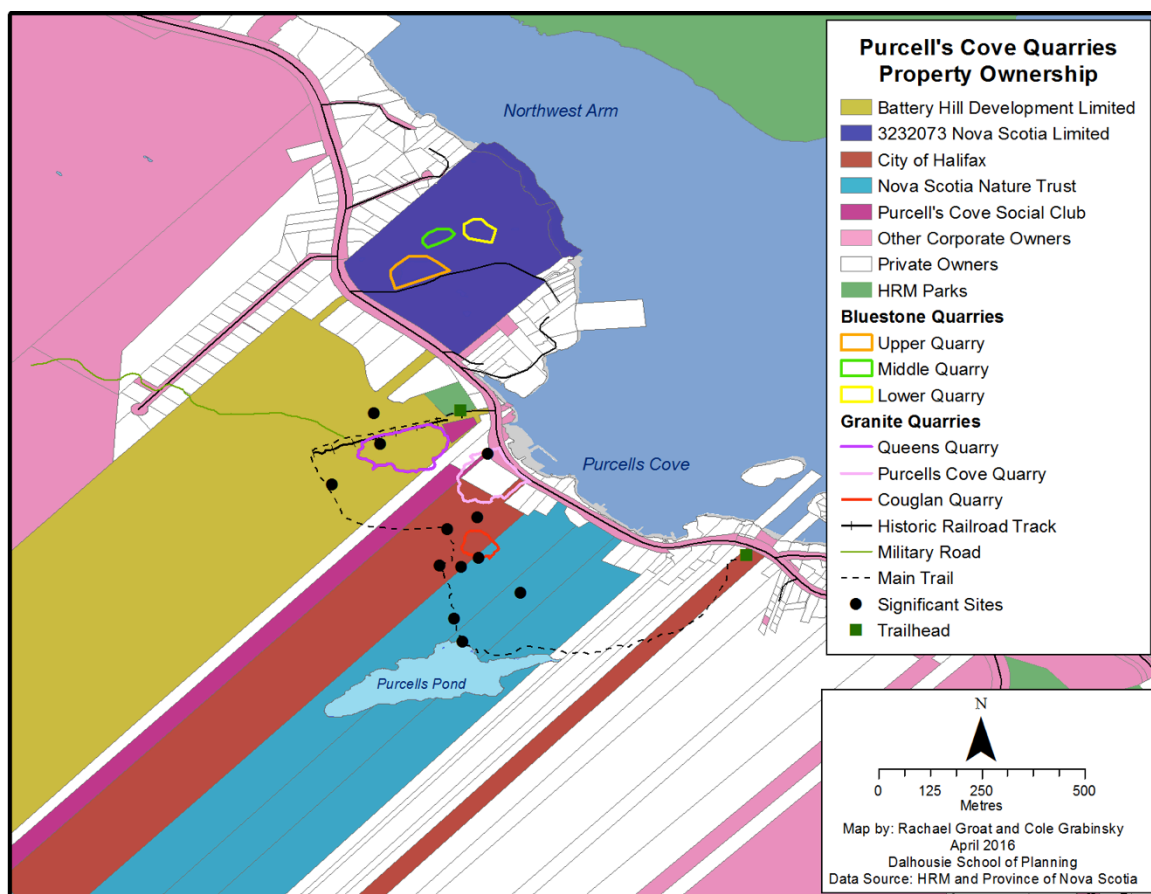 Purcell's Cove Quarries
Property Ownership
Battery Hill Development Limited
3232073 Nova Scotia Limited
City of Halifax
Nova Scotia Nature Trust
Purcell's Cove Social Club
Other Corporate Owners
Private Owners
HRM Parks
Bluestone Quarries
Upper Quarry
Middle Quarry
Lower Quarry
Granite Quarries
Queens Quarry
Purcells Cove Quarry
Couglan Quarry
Historic Railroad Track
Military Road
Main Trail
Significant Sites
Trailhead
Northwest Arm
Purcells Cove
Purcells Pond
N
0 125 250 500
Metres
Map by: Rachael Groat and Cole Grabinsky
April 2016
Dalhousie School of Planning
Data Source: HRM and Province of Nova Scotia